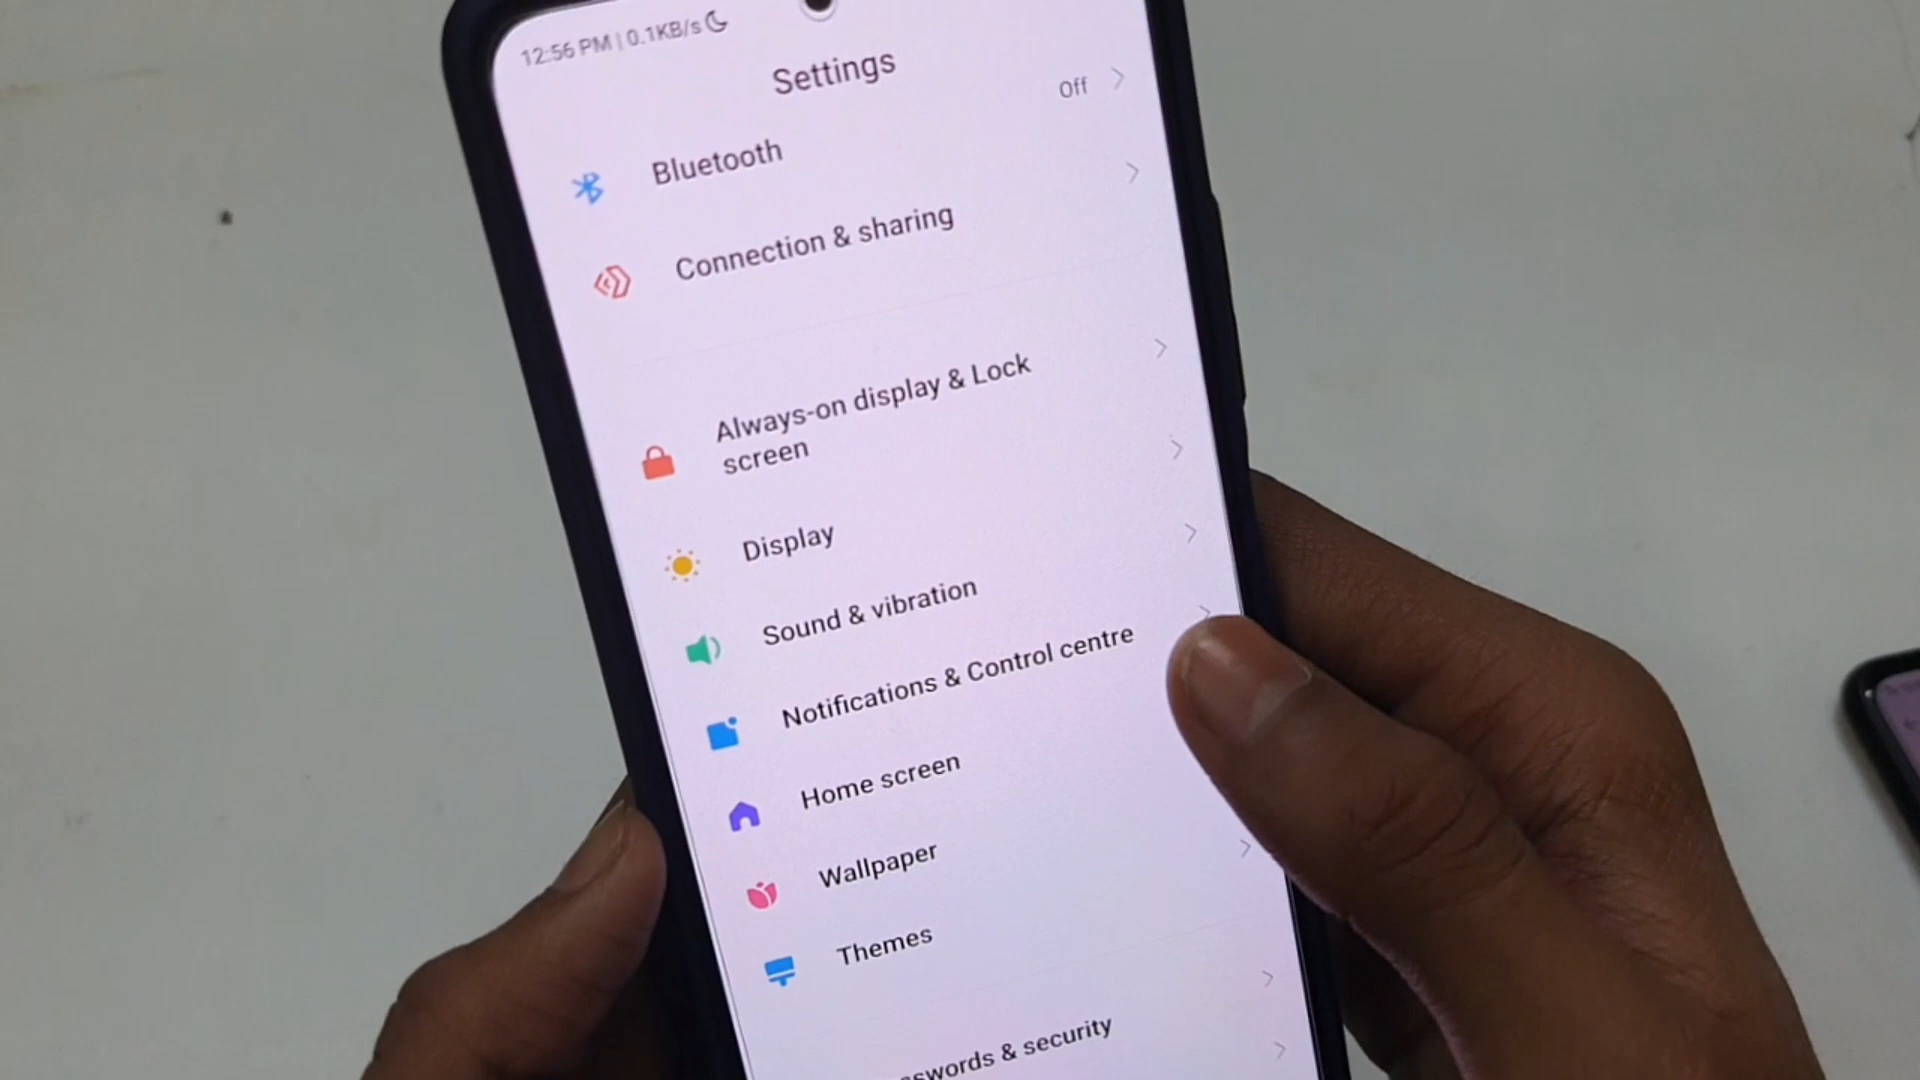 12:56 PM | 0.1KB/s
Settings
Bluetooth
Off
Connection & sharing
Always-on display & Lock
screen
Display
Sound & vibration
Notifications & Control centre
Home screen
Wallpaper
Themes
swords & security